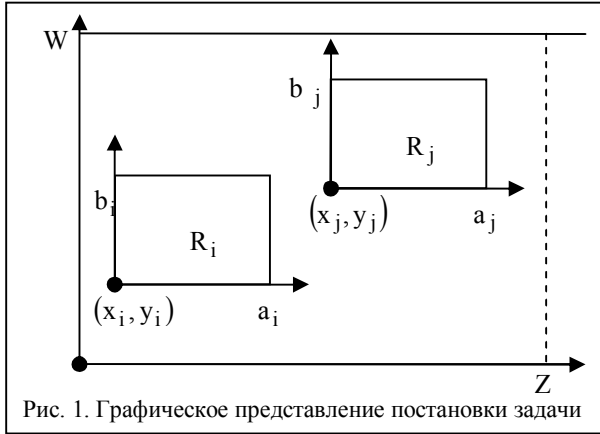 W
b j
R j
(x j , y j)
a j
b i
R i
(x i , y i)
a i
Z
Рис. 1. Графическое представление постановки задачи